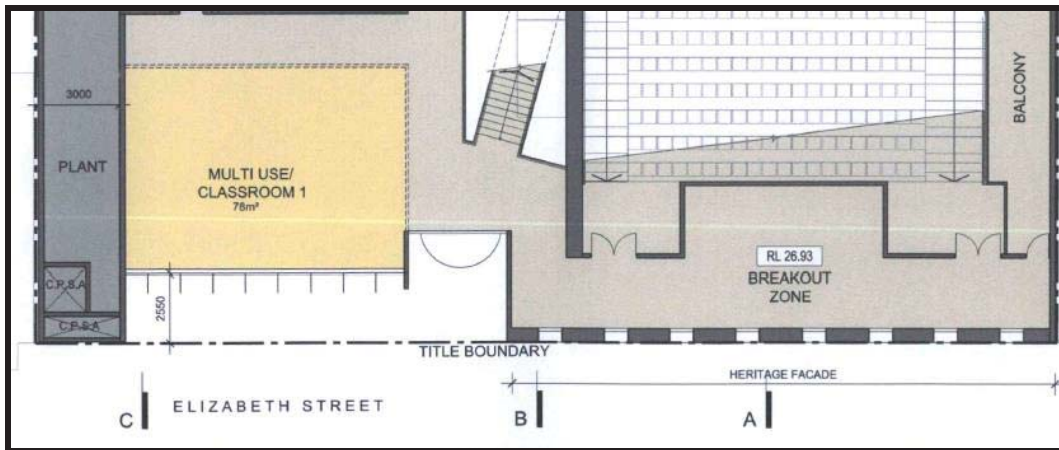 3000
PLANT
MULTI USE/
CLASSROOM 1
78m²
BALCONY
RL 26.93
BREAKOUT
ZONE
C.P.S.A
C.P.S.A
2550
TITLE BOUNDARY
HERITAGE FACADE
C
ELIZABETH STREET
B
A